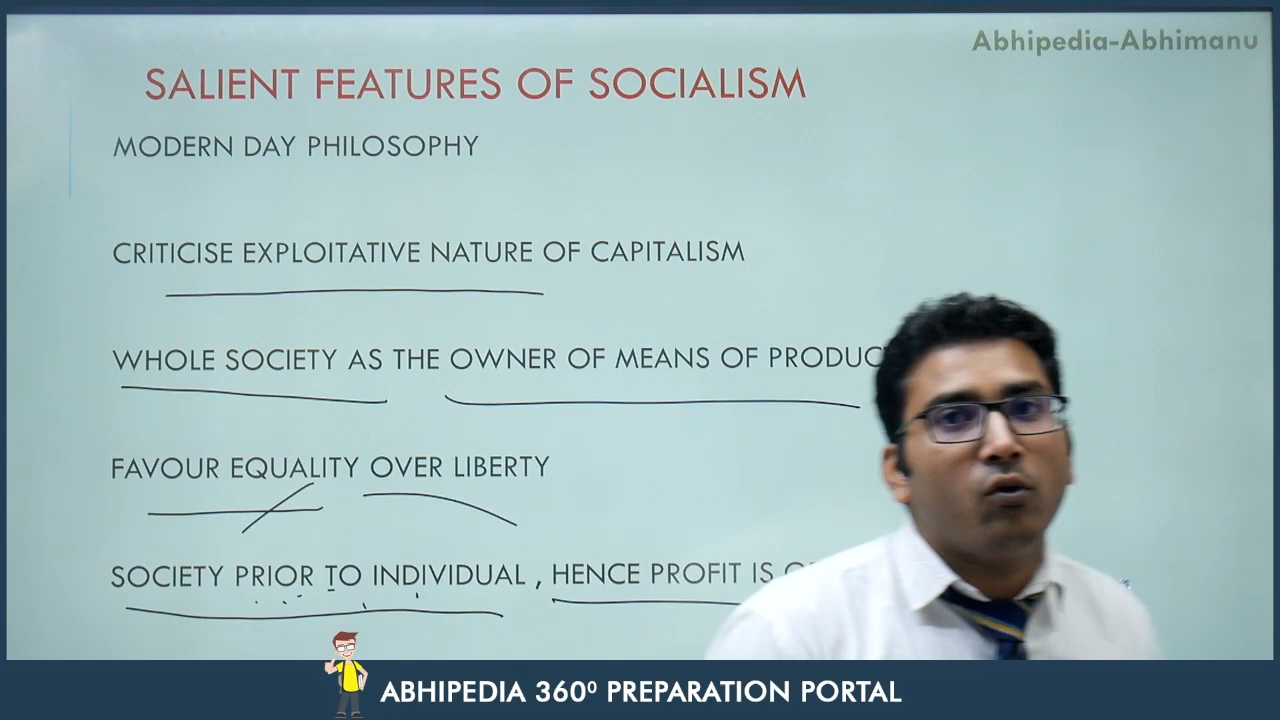 Abhipedia-Abhimanu
SALIENT FEATURES OF SOCIALISM
MODERN DAY PHILOSOPHY
CRITICISE EXPLOITATIVE NATURE OF CAPITALISM
WHOLE SOCIETY AS THE OWNER OF MEANS OF
FAVOUR EQUALITY OVER LIBERTY
SOCIETY PRIOR TO INDIVIDUAL , HENCE PROFIT IS
ABHIPEDIA 360⁰ PREPARATION PORTAL